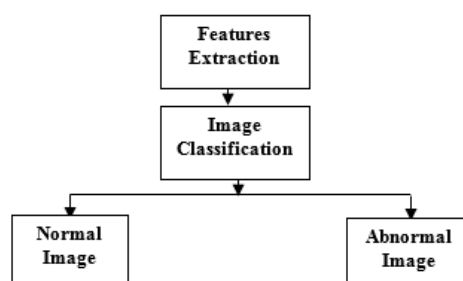 Features
Extraction
Image
Classification
Normal
Image
Abnormal
Image